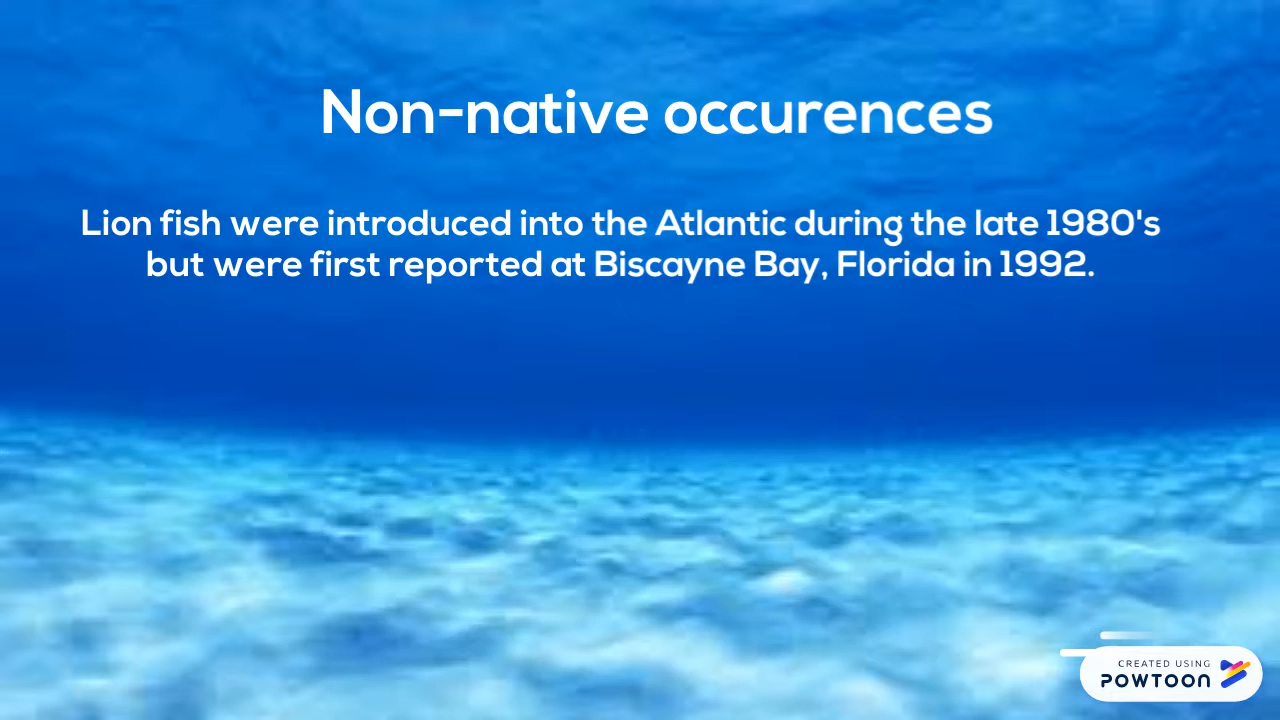 Non-native occurences
Lion fish were introduced into the Atlantic during the late 1980's
but were first reported at Biscayne Bay, Florida in 1992.
CREATED USING
POWTOON